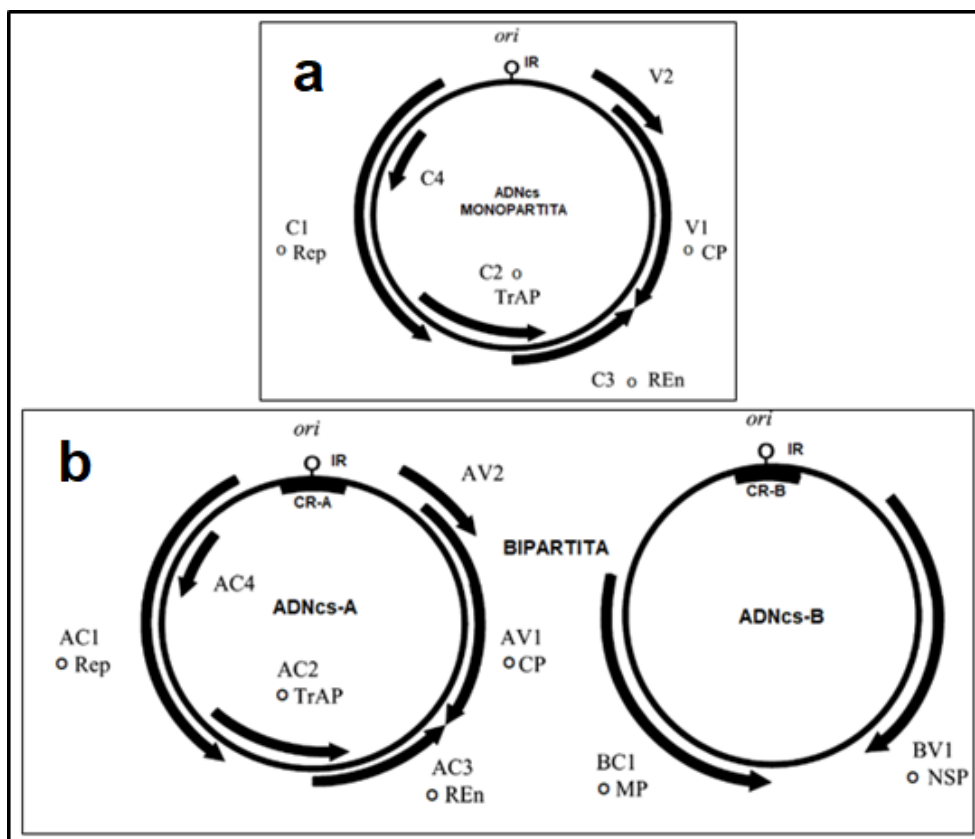 a
ori
IR
V2
C4
ADNcs
MONOPARTITA
C1
o Rep
V1
o CP
C2 o
TrAP
C3 o REn
b
ori
IR
CR-A
AV2
AC4
ADNcs-A
AC1
o Rep
AV1
o CP
AC2
o TrAP
AC3
o REn
BIPARTITA
ori
IR
CR-B
ADNcs-B
BC1
o MP
BV1
o NSP